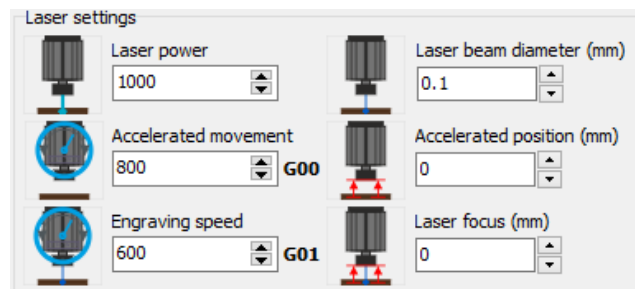 Laser settings
Laser power
1000
Laser beam diameter (mm)
0.1
Accelerated movement
800
G00
Accelerated position (mm)
0
Engraving speed
600
G01
Laser focus (mm)
0